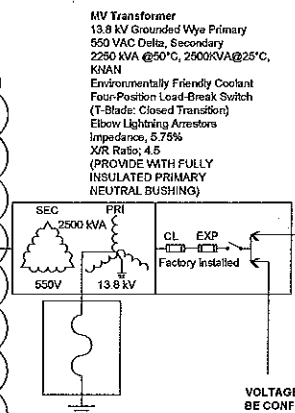 MV Transformer
13.8 kV Grounded Wye Primary
550 VAC Delta, Secondary
2250 kVA @50°C, 2500KVA@25°C,
KNAN
Environmentally Friendly Coolant
Four-Position Load-Break Switch
(T-Blade: Closed Transition)
Elbow Lightning Arrestors
Impedance, 5.75%
X/R Ratio; 4.5
(PROVIDE WITH FULLY
INSULATED PRIMARY
NEUTRAL BUSHING)
SEC PRI
2500 kVA
CL EXP
Factory Installed
550V 13.8 kV
VOLTAGE
BE CONF